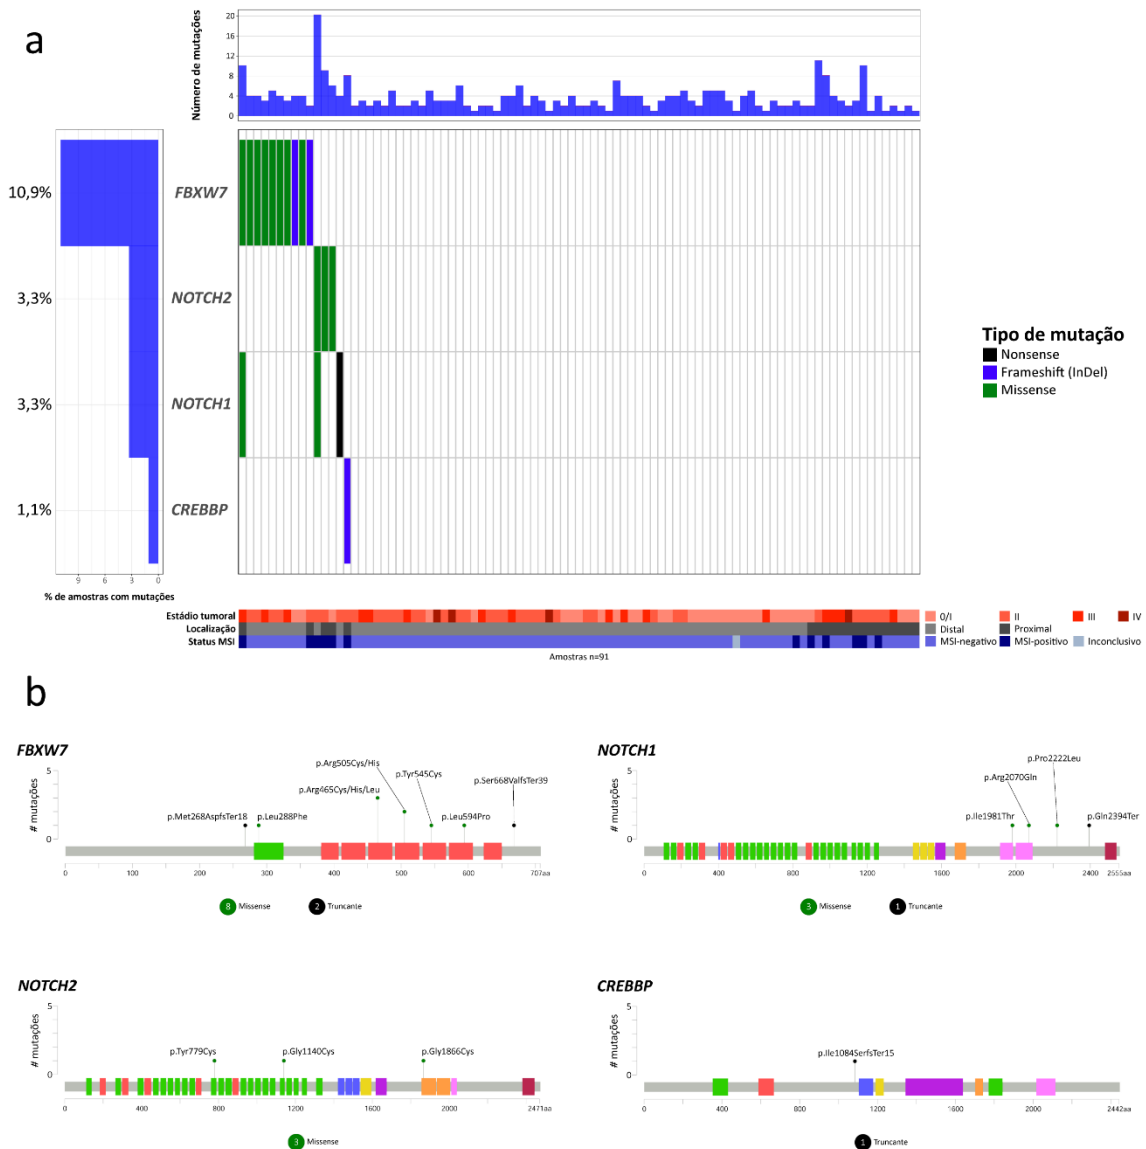 a
Número de mutações
20
16
12
8
4
0
10,9%
FBXW7
3,3%
NOTCH2
3,3%
NOTCH1
1,1%
CREBBP
9 6 3 0
% de amostras com mutações
Tipo de mutação
Nonsense
Frameshift (InDel)
Missense
Estádio tumoral
0/I II III IV
Localização
Distal Proximal
Status MSI
MSI-negativo MSI-positivo Inconclusivo
Amostras n=91
b
FBXW7
# mutações
5
0
p.Met268AspfsTer18
p.Leu288Phe
p.Arg465Cys/His/Leu
p.Arg505Cys/His
p.Tyr545Cys
p.Leu594Pro
p.Ser668ValfsTer39
0 100 200 300 400 500 600 707aa
8 Missense 2 Truncante
NOTCH1
# mutações
5
0
p.Ile1981Thr
p.Arg2070Gln
p.Pro2222Leu
p.Gln2394Ter
0 400 800 1200 1600 2000 2400 2555aa
3 Missense 1 Truncante
NOTCH2
# mutações
5
0
p.Tyr779Cys
p.Gly1140Cys
p.Gly1866Cys
0 400 800 1200 1600 2000 2471aa
3 Missense
CREBBP
# mutações
5
0
p.Ile1084SerfsTer15
0 400 800 1200 1600 2000 2442aa
1 Truncante